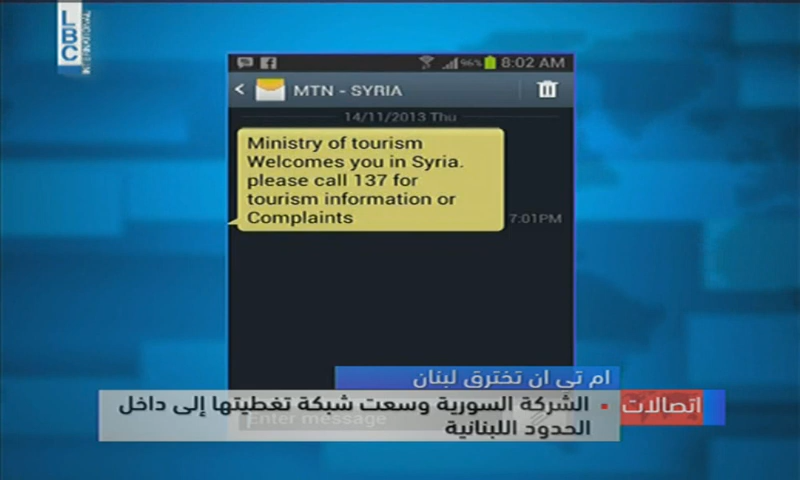 LBC
INTERNATIONAL
96% 8:02 AM
< MTN - SYRIA
14/11/2013 Thu
Ministry of tourism
Welcomes you in Syria.
please call 137 for
tourism information or
Complaints
7:01PM
ام تي ان تخترق لبنان
اتصالات ▪ الشركة السورية وسعت شبكة تغطيتها إلى داخل
الحدود اللبنانية
Enter message